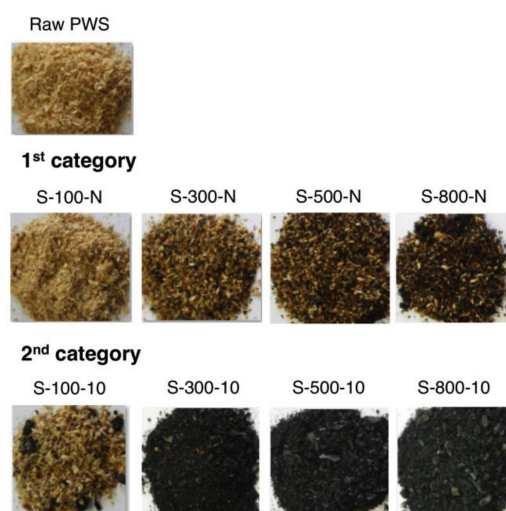 Raw PWS
1st category
S-100-N S-300-N S-500-N S-800-N
2nd category
S-100-10 S-300-10 S-500-10 S-800-10